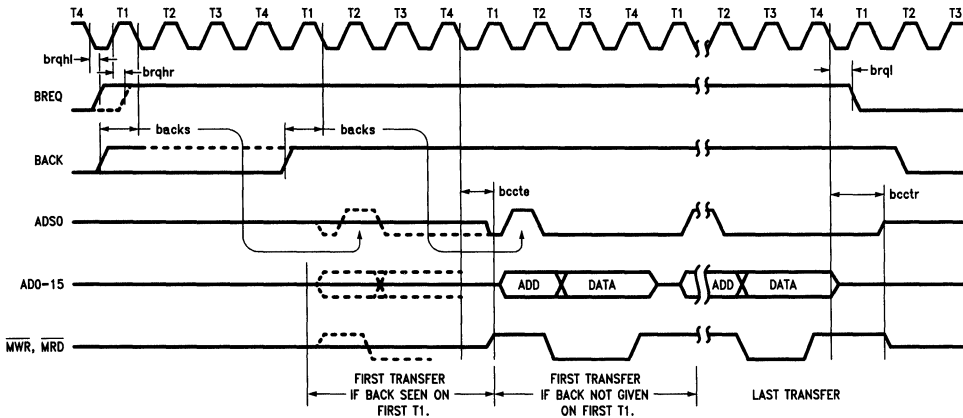 T4 T1 T2 T3 T4 T1 T2 T3 T4 T1 T2 T3 T4 T1 T2 T3 T4 T1 T2 T3
brqhl
brqhr
brql
BREQ
backs
backs
BACK
bccte
bcctr
ADS0
AD0-15
ADD
DATA
ADD
DATA
MWR, MRD
FIRST TRANSFER
IF BACK SEEN ON
FIRST T1.
FIRST TRANSFER
IF BACK NOT GIVEN
ON FIRST T1.
LAST TRANSFER